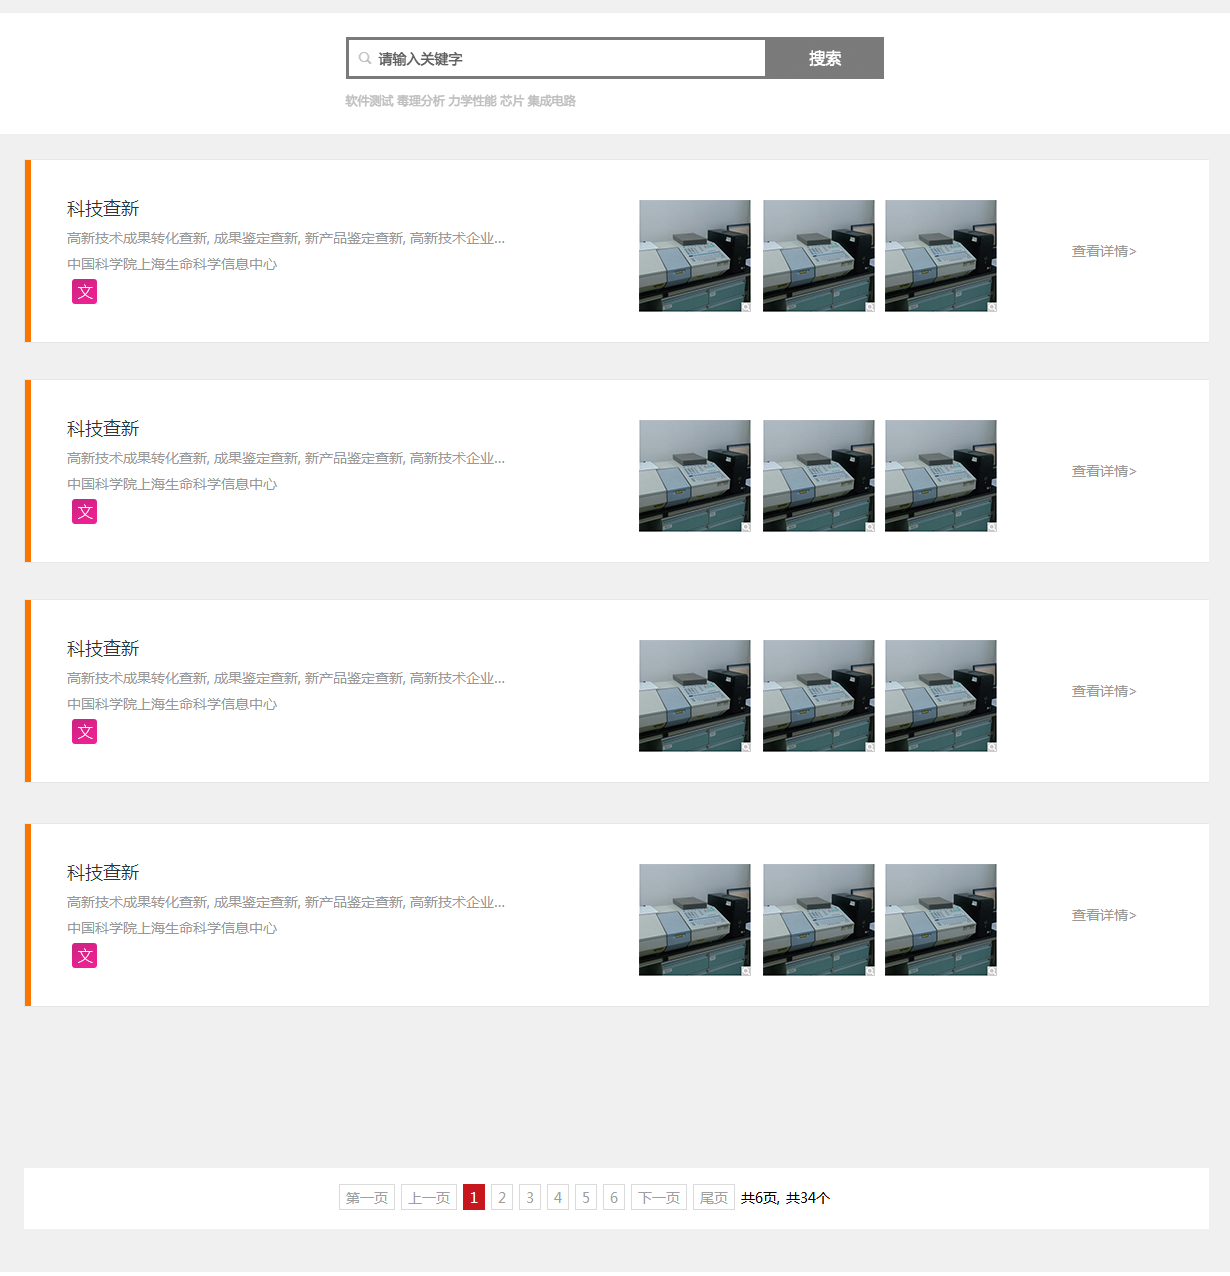 请输入关键字
搜索
软件测试 毒理分析 力学性能 芯片 集成电路
科技查新
高新技术成果转化查新, 成果鉴定查新, 新产品鉴定查新, 高新技术企业...
中国科学院上海生命科学信息中心
文
查看详情>
科技查新
高新技术成果转化查新, 成果鉴定查新, 新产品鉴定查新, 高新技术企业...
中国科学院上海生命科学信息中心
文
查看详情>
科技查新
高新技术成果转化查新, 成果鉴定查新, 新产品鉴定查新, 高新技术企业...
中国科学院上海生命科学信息中心
文
查看详情>
科技查新
高新技术成果转化查新, 成果鉴定查新, 新产品鉴定查新, 高新技术企业...
中国科学院上海生命科学信息中心
文
查看详情>
第一页 上一页 1 2 3 4 5 6 下一页 尾页 共6页, 共34个